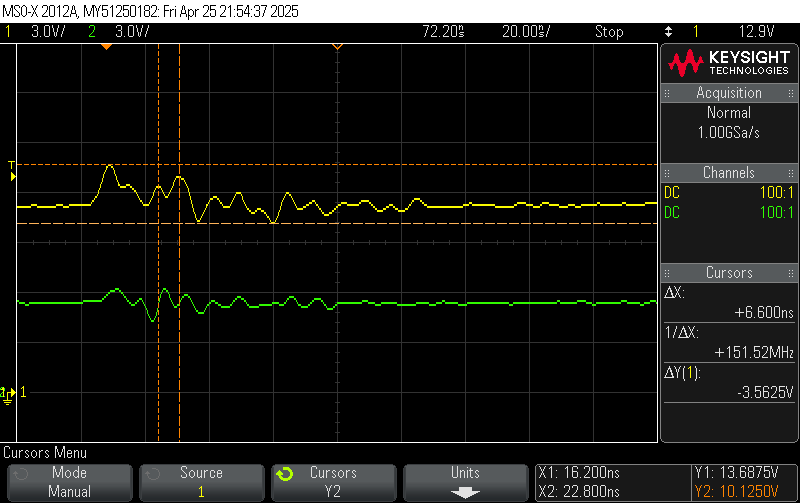 MSO-X 2012A, MY51250182: Fri Apr 25 21:54:37 2025
1 3.0V/ 2 3.0V/ 72.20s 20.00s/ Stop 1 12.9V
KEYSIGHT
TECHNOLOGIES
Acquisition
Normal
1.00GSa/s
Channels
DC 100:1
DC 100:1
Cursors
ΔX:
+6.600ns
1/ΔX:
+151.52MHz
ΔY(1):
-3.5625V
T
2
1
Cursors Menu
Mode
Manual
Source
1
Cursors
Y2
Units
X1: 16.200ns
X2: 22.800ns
Y1: 13.6875V
Y2: 10.1250V